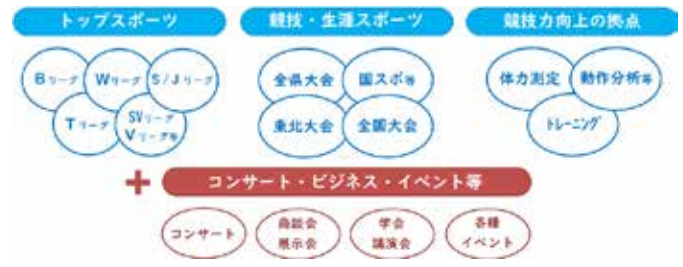 トップスポーツ
競技・生涯スポーツ
競技力向上の拠点
Bリーグ
Wリーグ
S/Jリーグ
Tリーグ
SVリーグ
Vリーグ等
全県大会
国スポ等
東北大会
全国大会
体力測定
動作分析等
トレーニング
+
コンサート・ビジネス・イベント等
コンサート
商談会
展示会
学会
講演会
各種
イベント